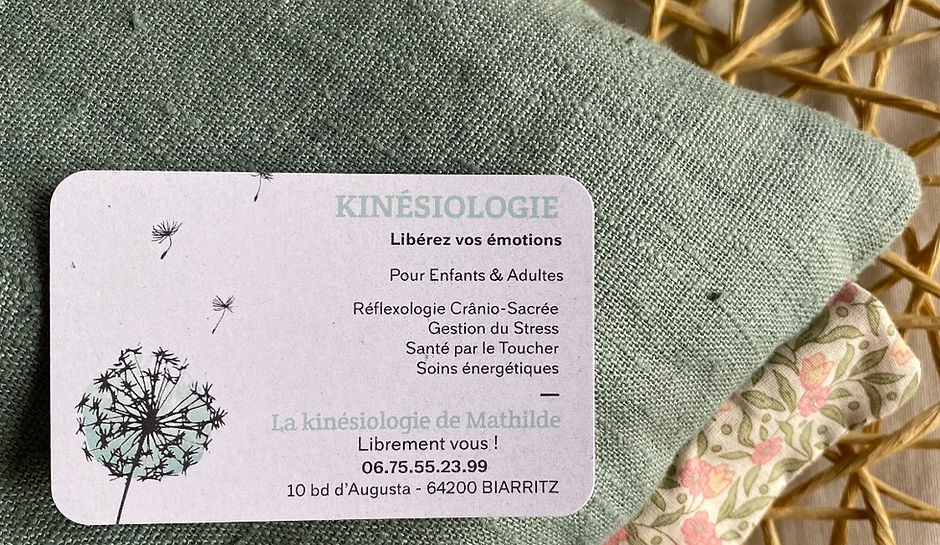 KINÉSIOLOGIE
Libérez vos émotions
Pour Enfants & Adultes
Réflexologie Crânio-Sacrée
Gestion du Stress
Santé par le Toucher
Soins énergétiques
La kinésiologie de Mathilde
Librement vous !
06.75.55.23.99
10 bd d'Augusta - 64200 BIARRITZ